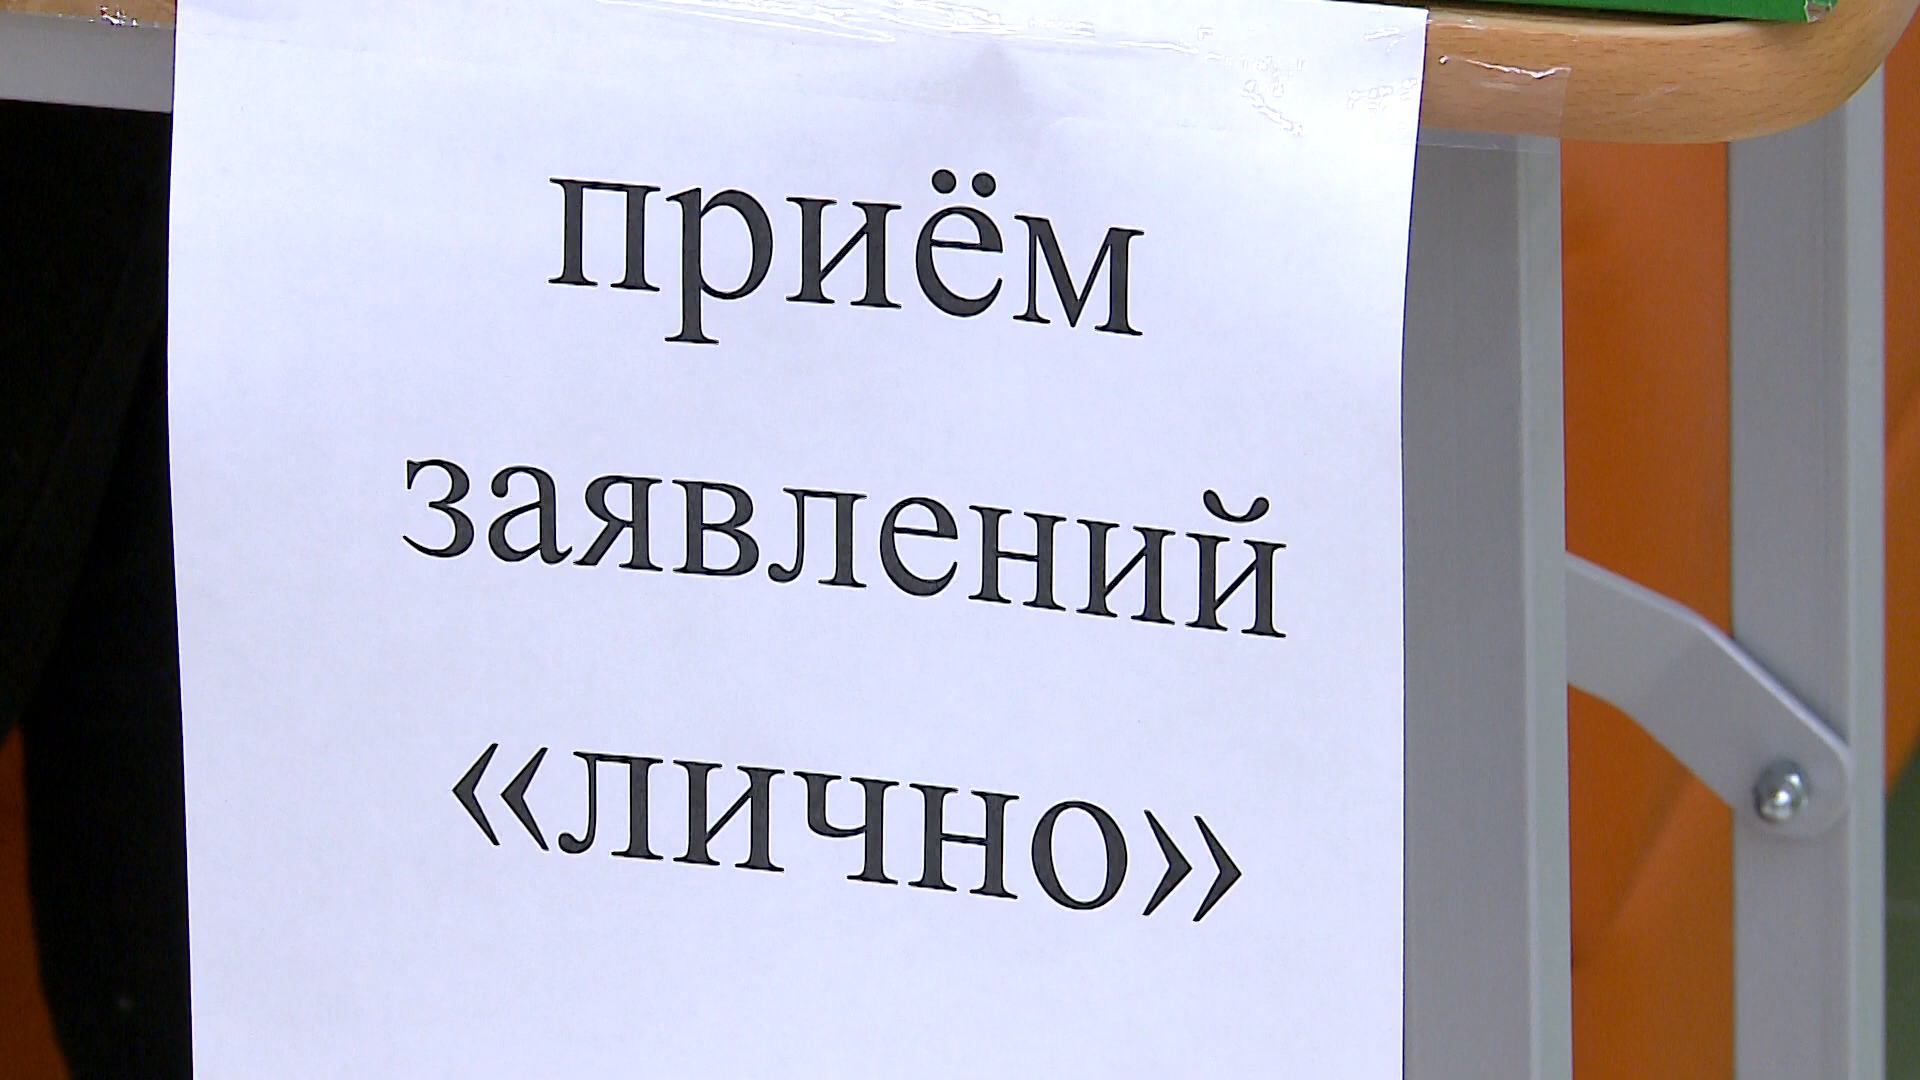 приём
заявлений
«лично»